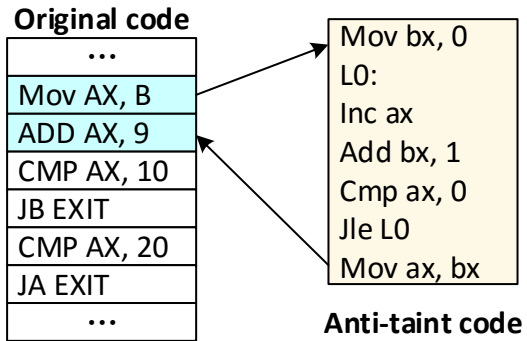 Original code
...
Mov AX, B
ADD AX, 9
CMP AX, 10
JB EXIT
CMP AX, 20
JA EXIT
...
Mov bx, 0
L0:
Inc ax
Add bx, 1
Cmp ax, 0
Jle L0
Mov ax, bx
Anti-taint code